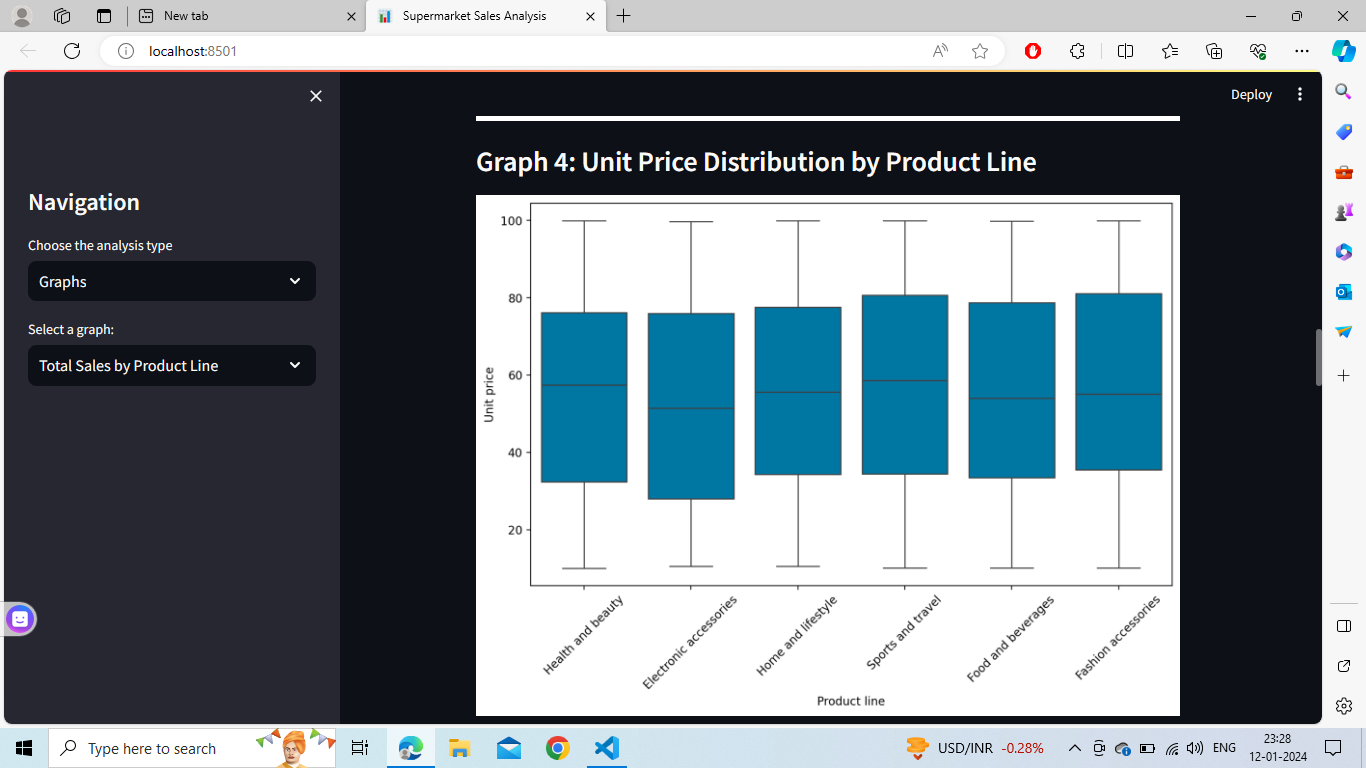 New tab
Supermarket Sales Analysis
localhost:8501
Deploy
Navigation
Choose the analysis type
Graphs
Select a graph:
Total Sales by Product Line
Graph 4: Unit Price Distribution by Product Line
100
80
60
40
20
Unit price
Health and beauty
Electronic accessories
Home and lifestyle
Sports and travel
Food and beverages
Fashion accessories
Product line
Type here to search
USD/INR -0.28%
ENG
23:28
12-01-2024